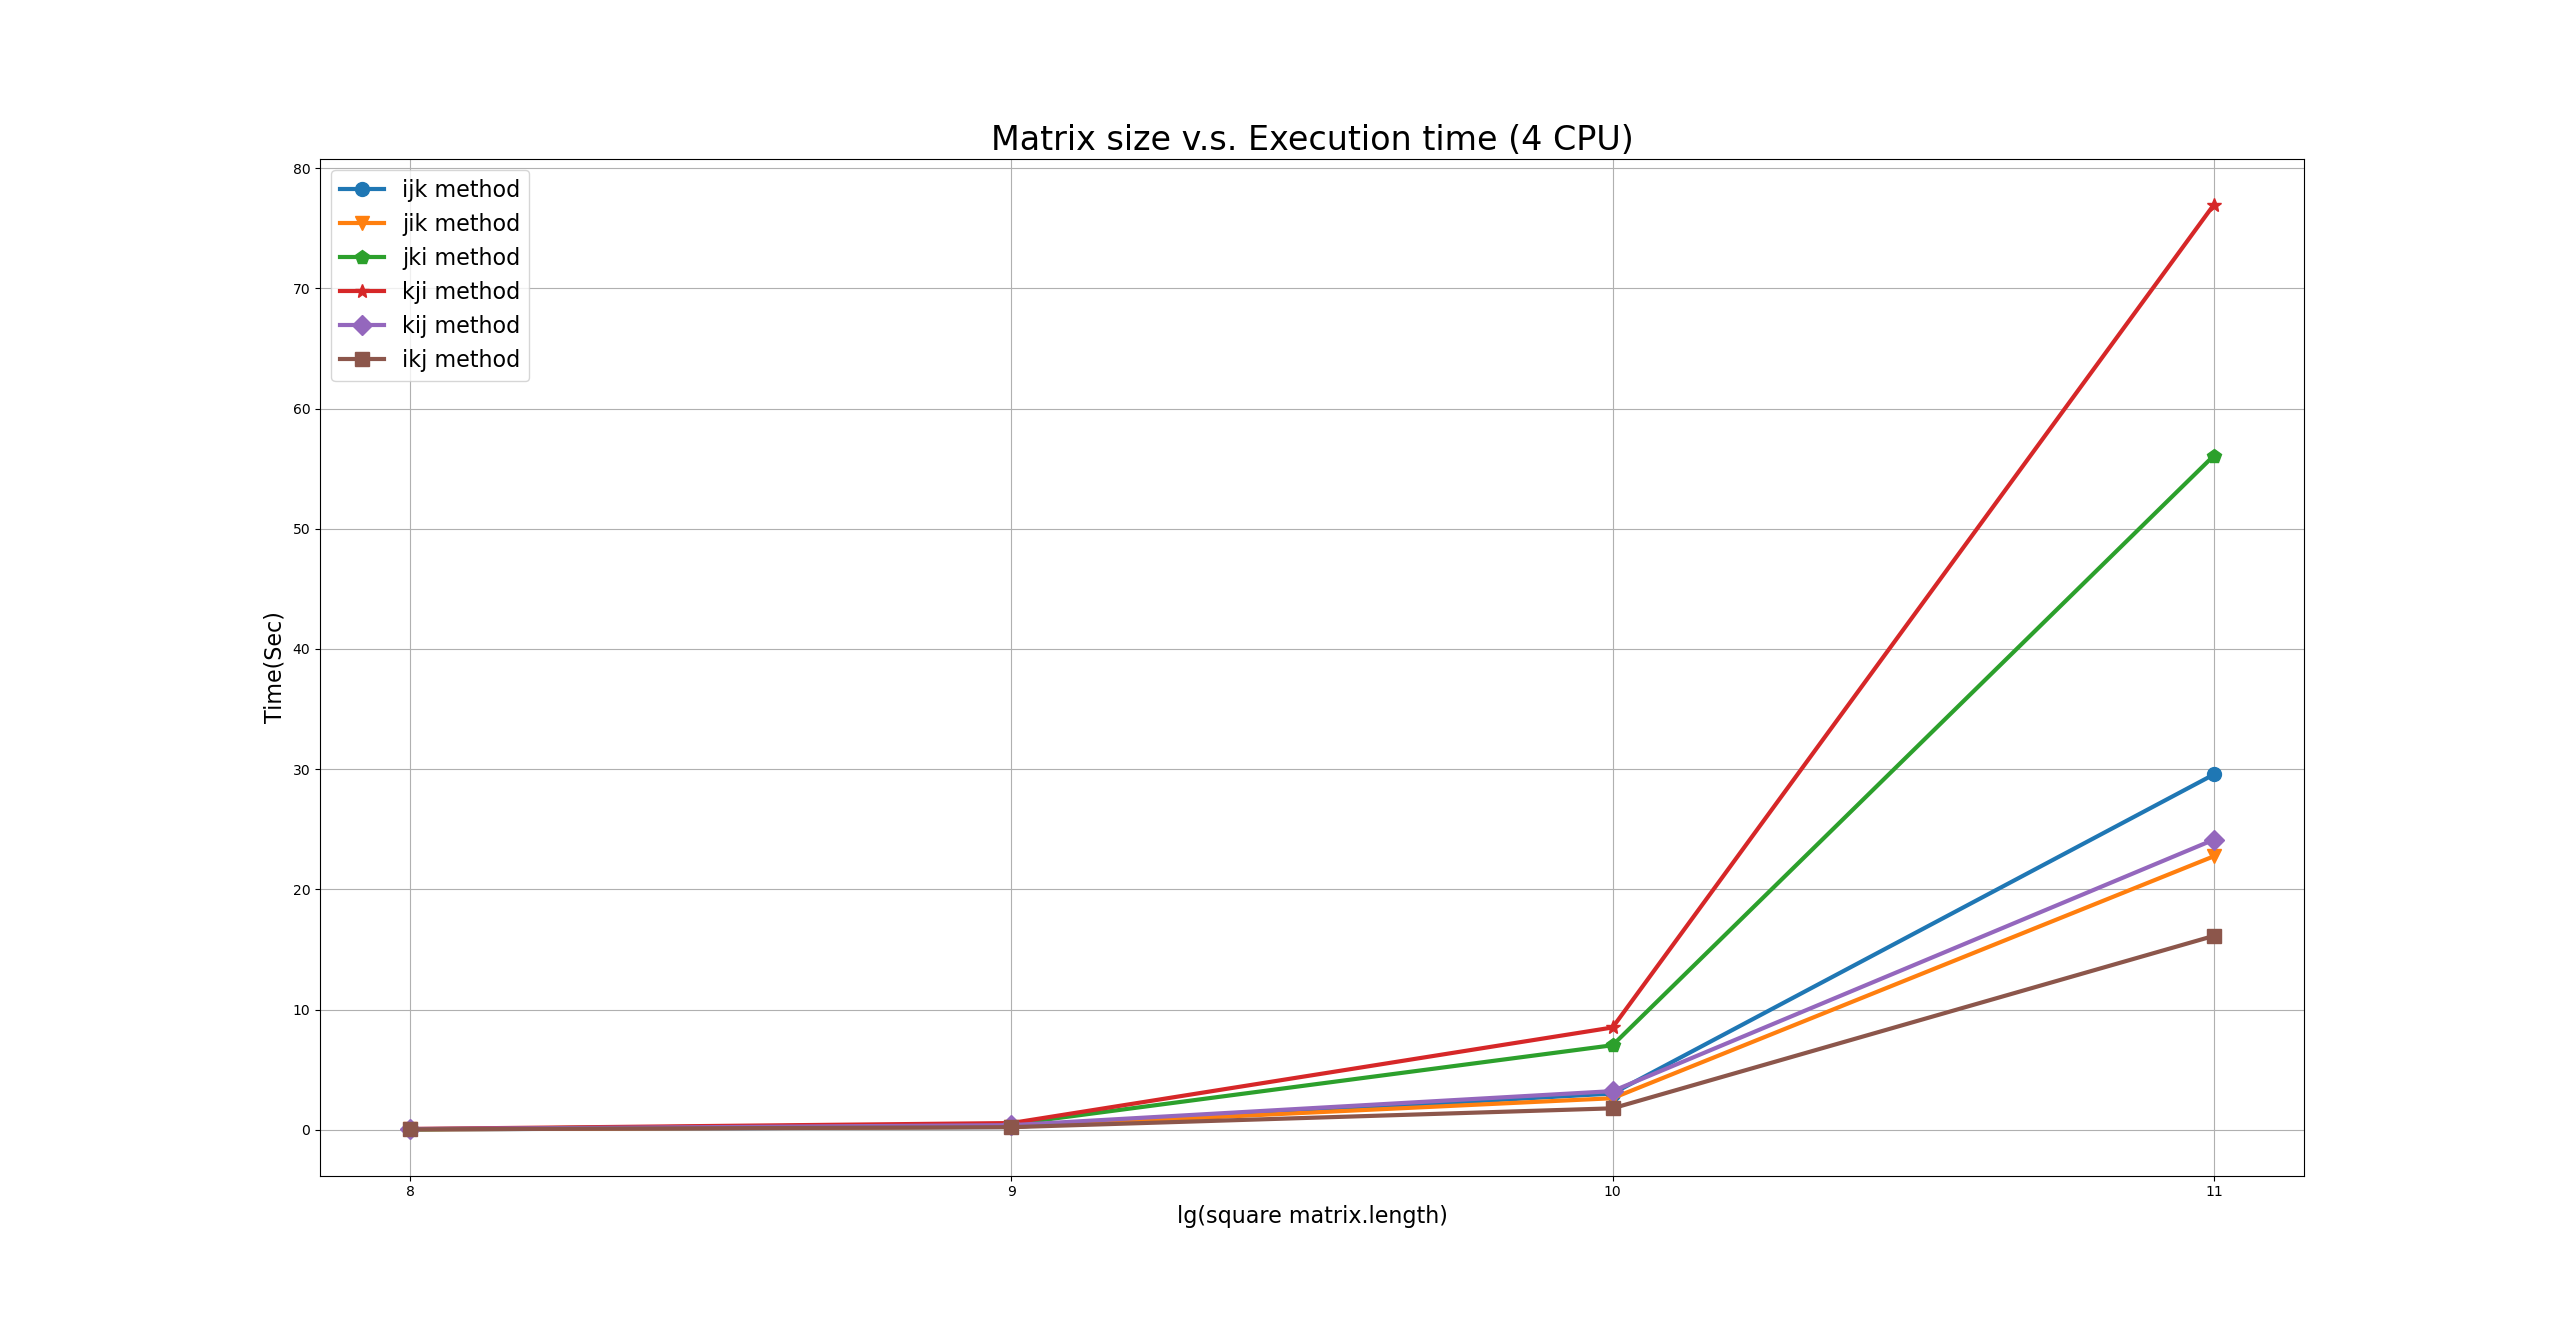 Matrix size v.s. Execution time (4 CPU)
80
70
60
50
40
30
20
10
0
Time(Sec)
ijk method
jik method
jki method
kji method
kij method
ikj method
8
9
10
11
lg(square matrix.length)